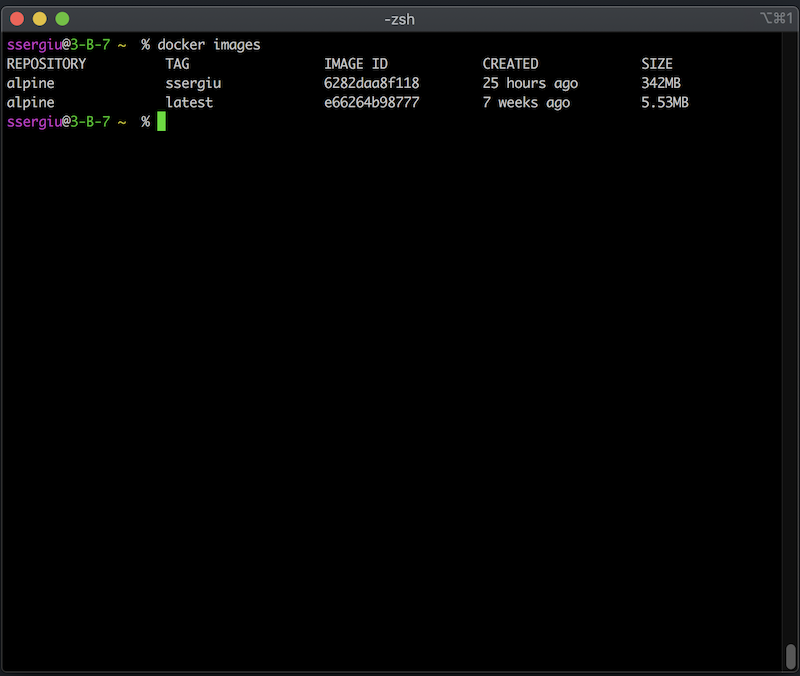 -zsh
⌥⌘1
ssergiu@3-B-7 ~ % docker images
REPOSITORY TAG IMAGE ID CREATED SIZE
alpine ssergiu 6282daa8f118 25 hours ago 342MB
alpine latest e66264b98777 7 weeks ago 5.53MB
ssergiu@3-B-7 ~ %